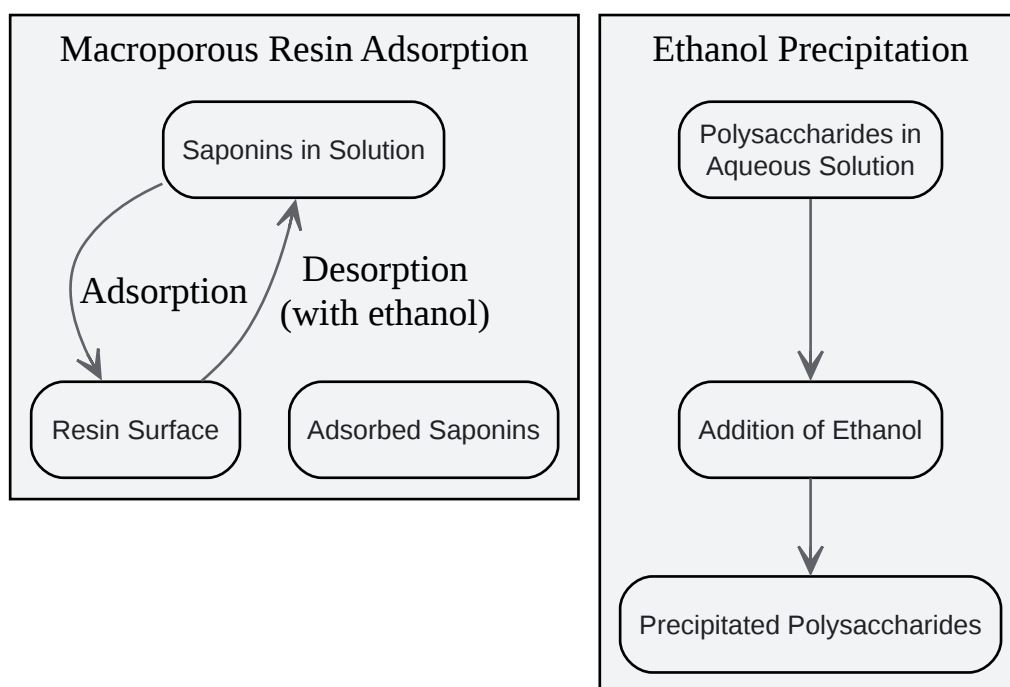 Macroporous Resin Adsorption
Saponins in Solution
Adsorption
Desorption
(with ethanol)
Resin Surface
Adsorbed Saponins
Ethanol Precipitation
Polysaccharides in
Aqueous Solution
Addition of Ethanol
Precipitated Polysaccharides